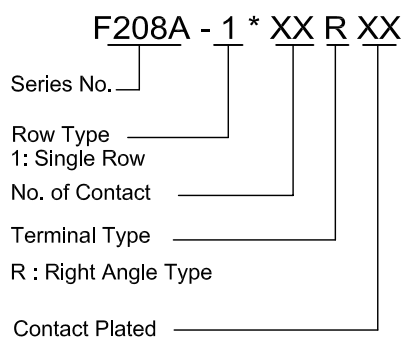 F208A - 1 * XX R XX
Series No.
Row Type
1: Single Row
No. of Contact
Terminal Type
R : Right Angle Type
Contact Plated